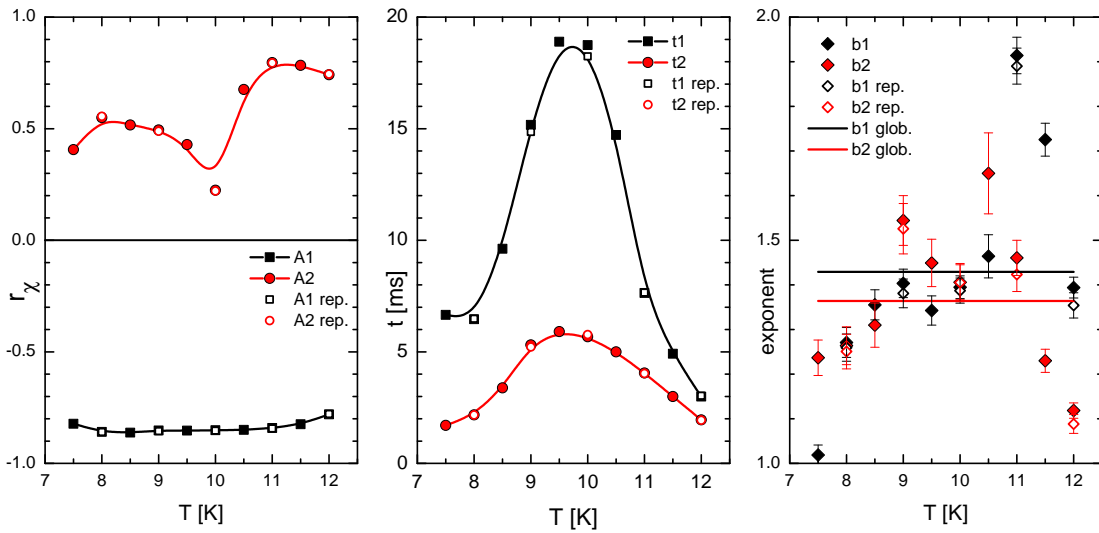 1.0
0.5
0.0
-0.5
-1.0
7 8 9 10 11 12
r_χ
T [K]
A1
A2
A1 rep.
A2 rep.
20
15
10
5
0
7 8 9 10 11 12
t [ms]
T [K]
t1
t2
t1 rep.
t2 rep.
2.0
1.5
1.0
7 8 9 10 11 12
exponent
T [K]
b1
b2
b1 rep.
b2 rep.
b1 glob.
b2 glob.